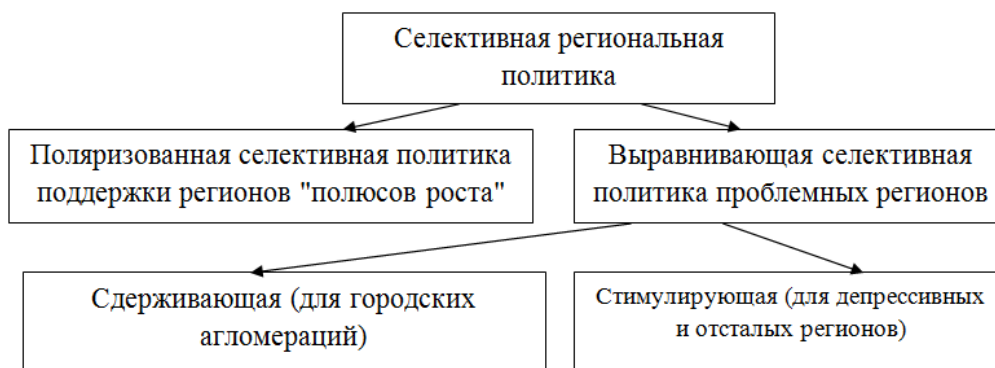 Селективная региональная
политика
Поляризованная селективная политика
поддержки регионов "полюсов роста"
Выравнивающая селективная
политика проблемных регионов
Сдерживающая (для городских
агломераций)
Стимулирующая (для депрессивных
и отсталых регионов)